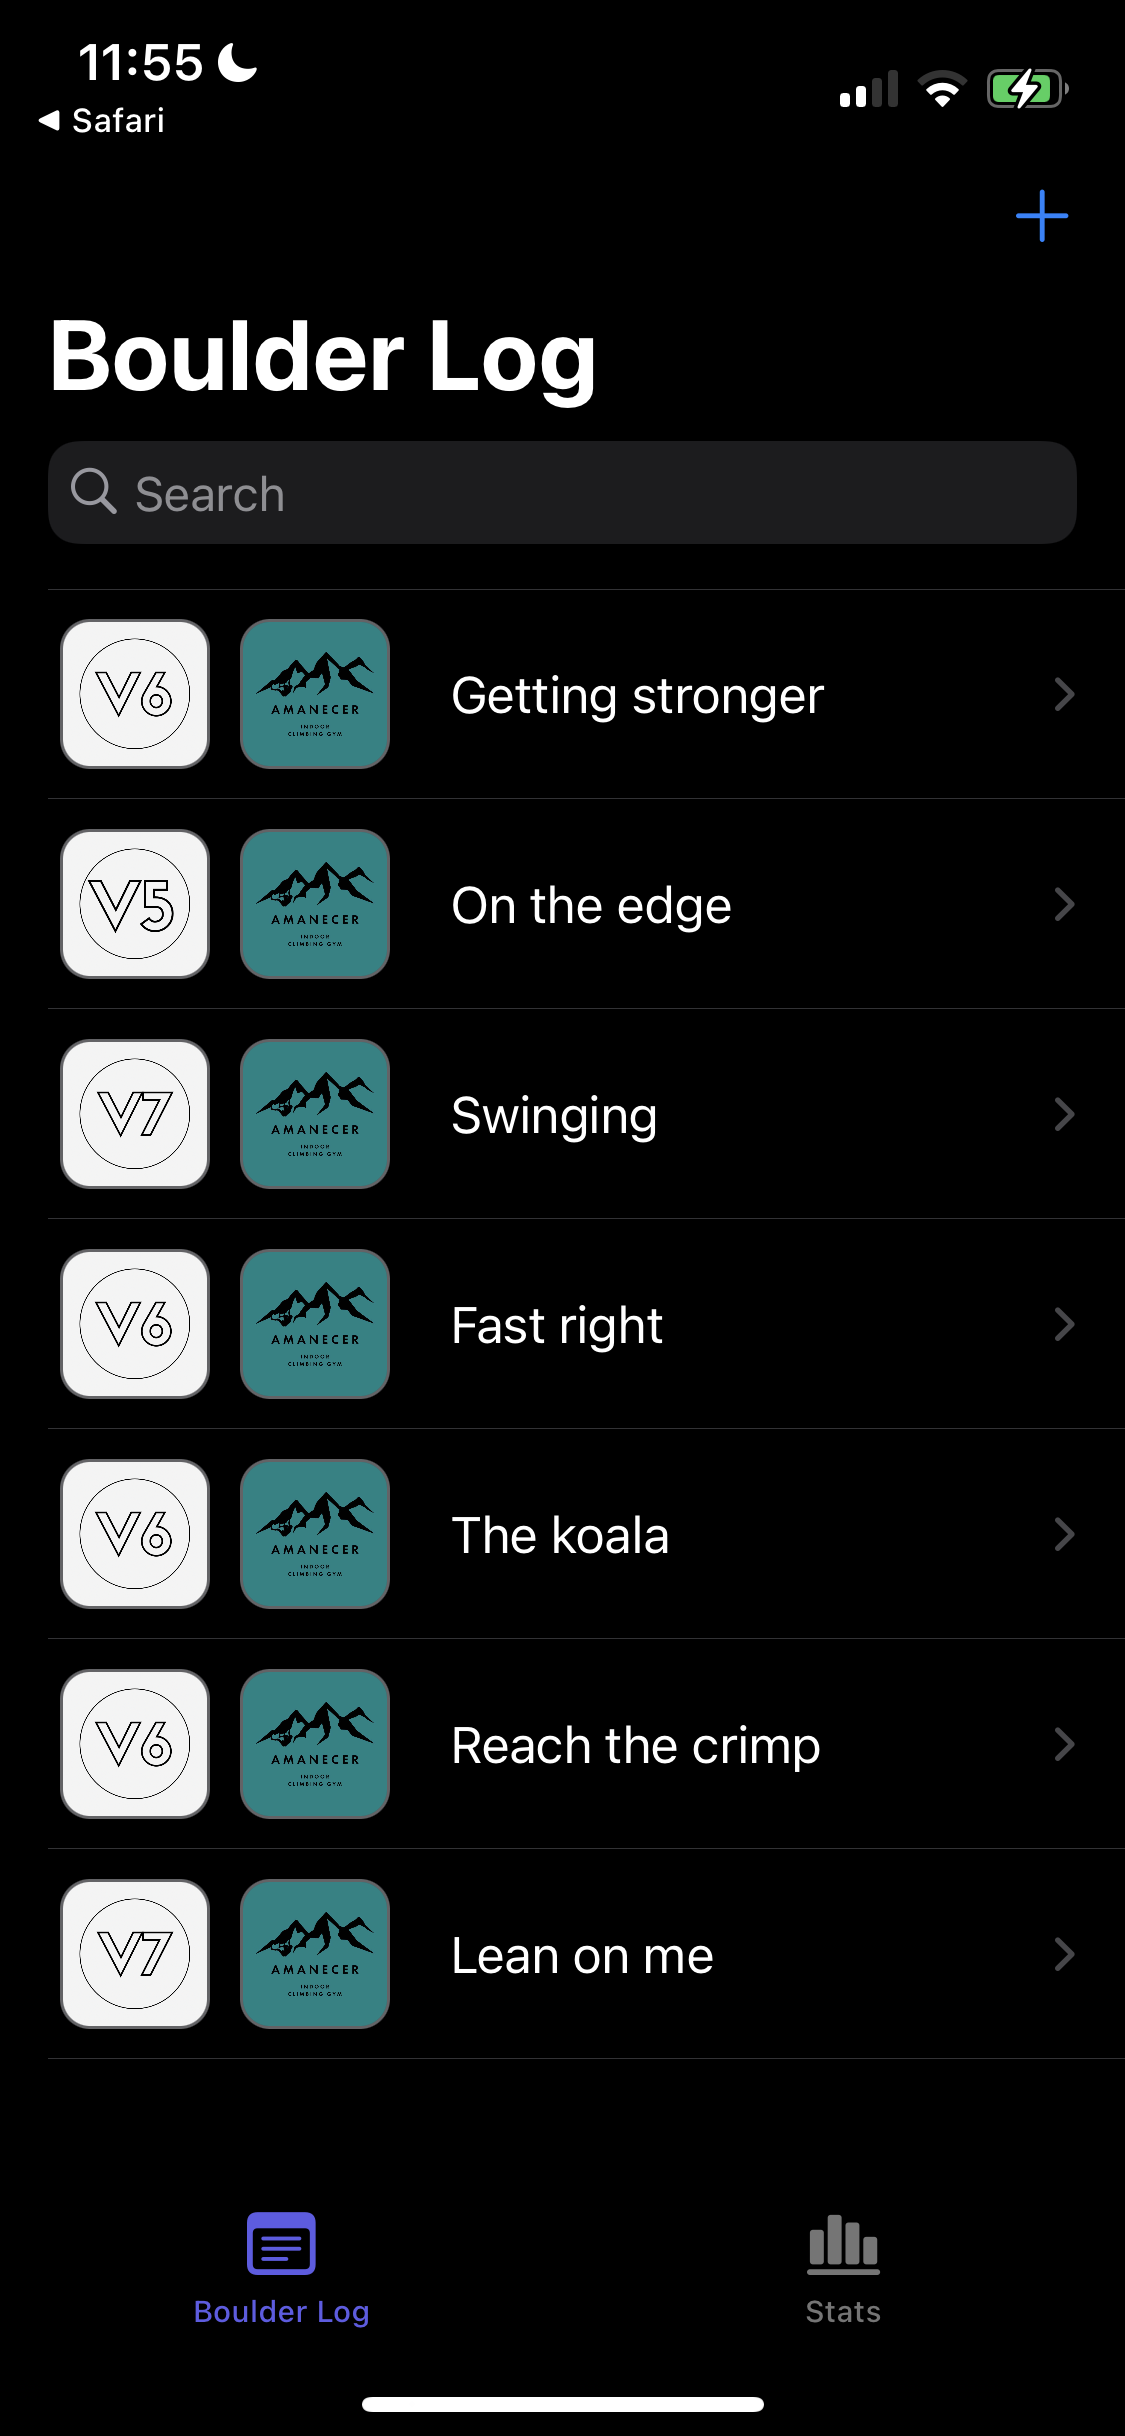 11:55
Safari
Boulder Log
Search
V6
AMANECER
INDOOR
CLIMBING GYM
Getting stronger
V5
AMANECER
INDOOR
CLIMBING GYM
On the edge
V7
AMANECER
INDOOR
CLIMBING GYM
Swinging
V6
AMANECER
INDOOR
CLIMBING GYM
Fast right
V6
AMANECER
INDOOR
CLIMBING GYM
The koala
V6
AMANECER
INDOOR
CLIMBING GYM
Reach the crimp
V7
AMANECER
INDOOR
CLIMBING GYM
Lean on me
Boulder Log
Stats